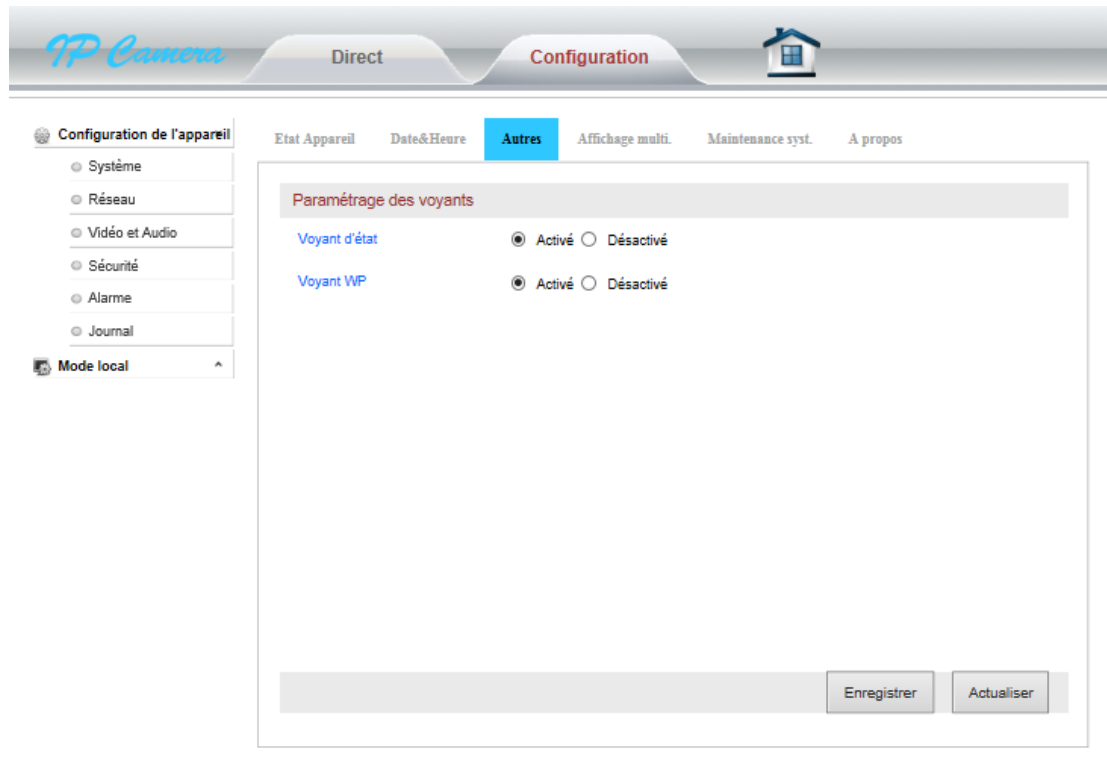 IP Camera
Direct
Configuration
Configuration de l'appareil
Système
Réseau
Vidéo et Audio
Sécurité
Alarme
Journal
Mode local
Etat Appareil
Date&Heure
Autres
Affichage multi.
Maintenance syst.
A propos
Paramétrage des voyants
Voyant d'état Activé Désactivé
Voyant WP Activé Désactivé
Enregistrer Actualiser